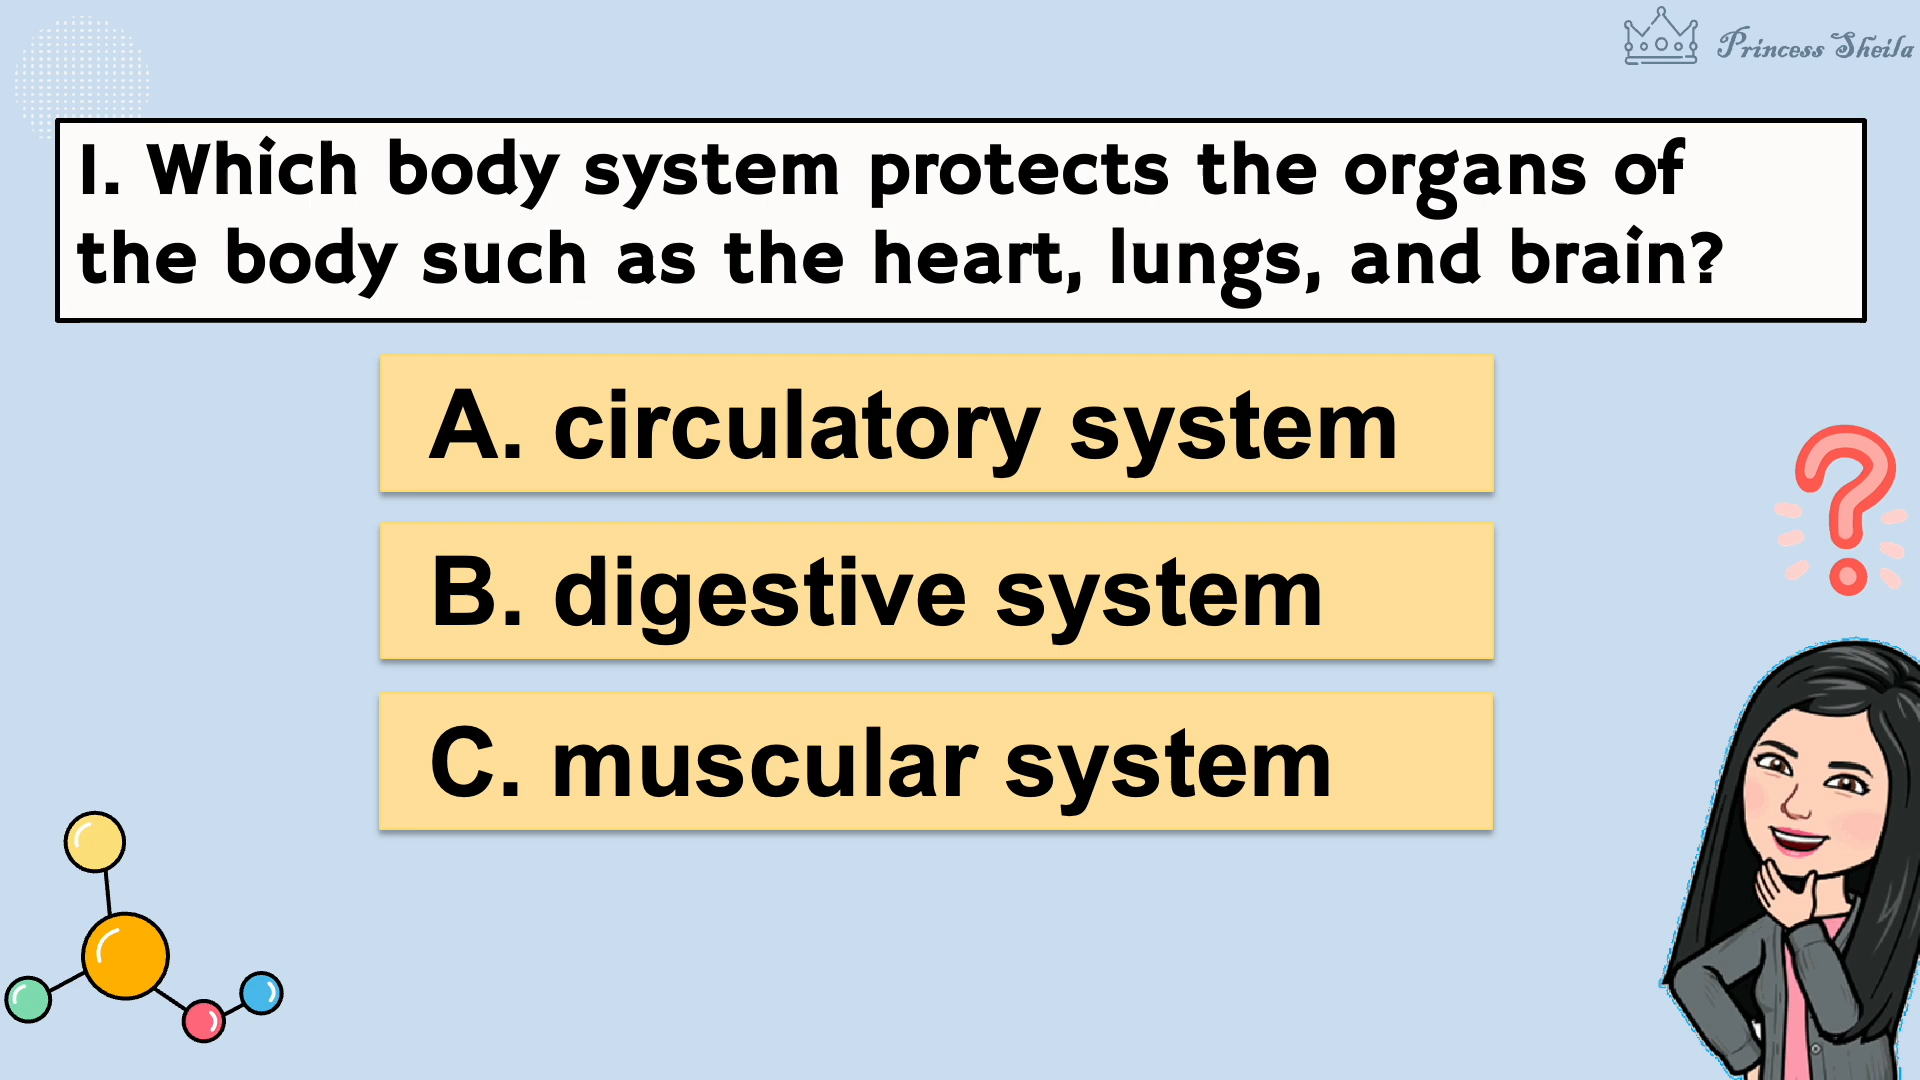 Princess Sheila
1. Which body system protects the organs of
the body such as the heart, lungs, and brain?
A. circulatory system
B. digestive system
C. muscular system